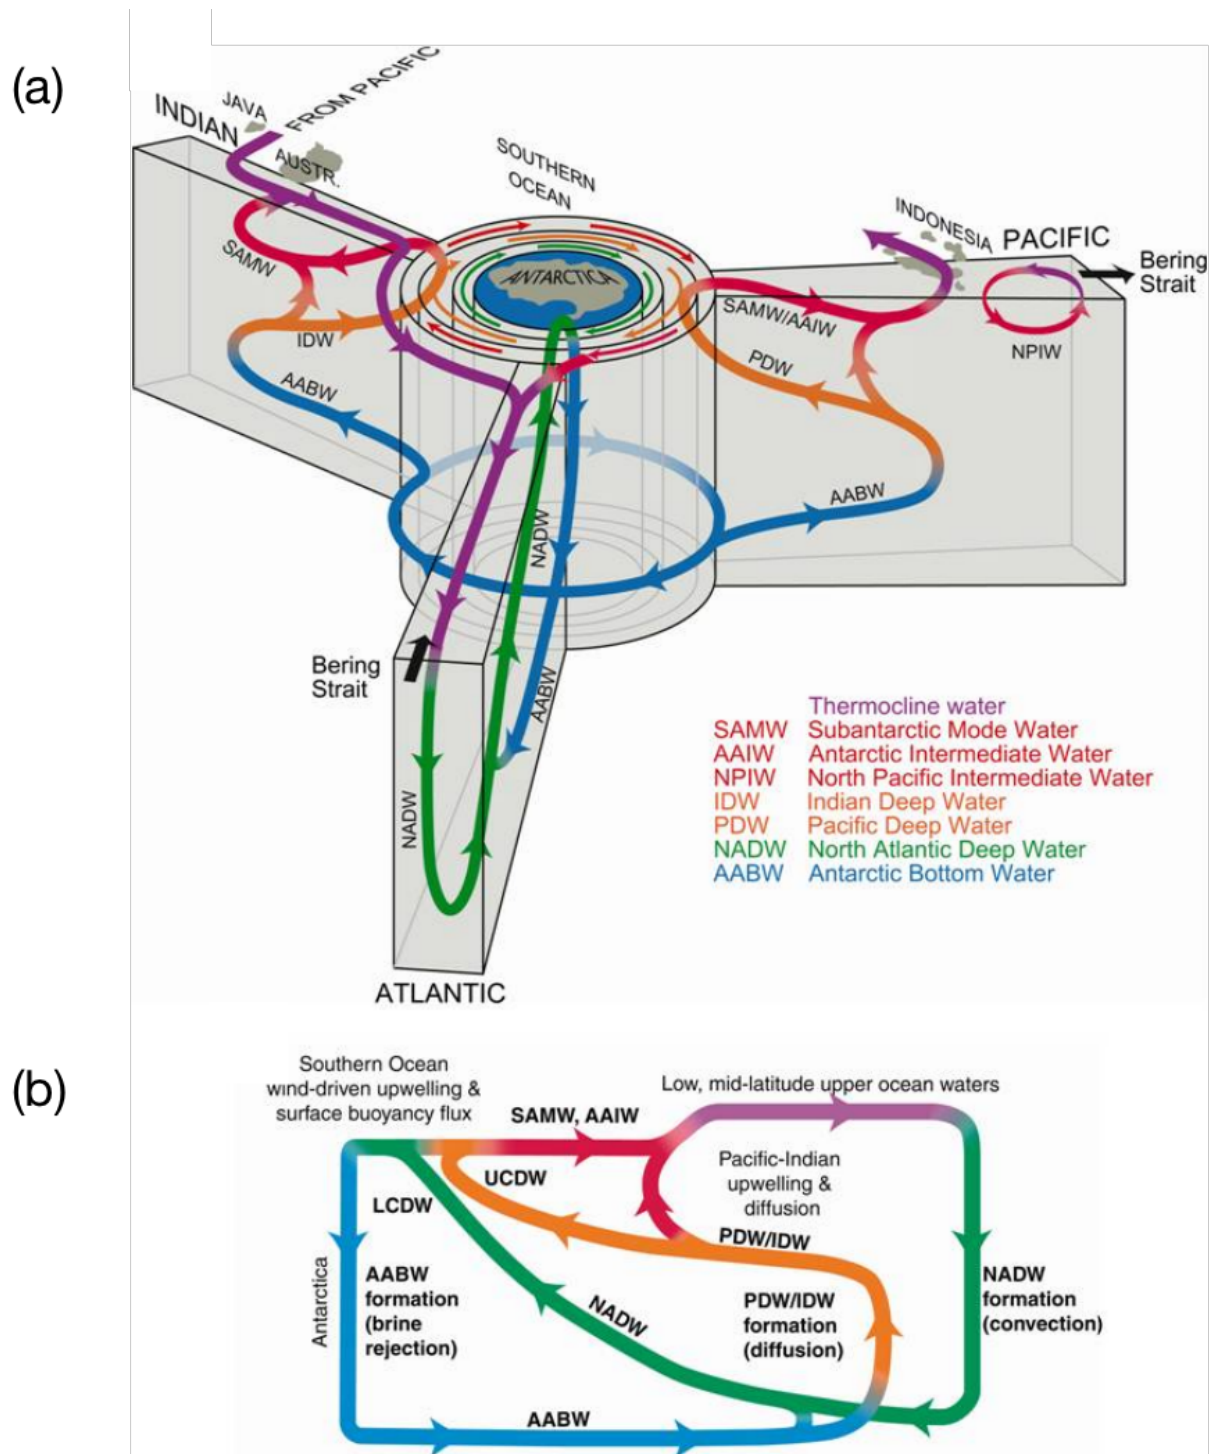 (a)
INDIAN
JAVA
FROM PACIFIC
AUSTR.
SOUTHERN
OCEAN
ANTARCTICA
INDONESIA
PACIFIC
Bering
Strait
SAMW
IDW
AABW
SAMW/AAIW
PDW
NPIW
AABW
NADW
AABW
Bering
Strait
NADW
ATLANTIC
Thermocline water
SAMW Subantarctic Mode Water
AAIW Antarctic Intermediate Water
NPIW North Pacific Intermediate Water
IDW Indian Deep Water
PDW Pacific Deep Water
NADW North Atlantic Deep Water
AABW Antarctic Bottom Water
(b)
Southern Ocean
wind-driven upwelling &
surface buoyancy flux
SAMW, AAIW
Low, mid-latitude upper ocean waters
UCDW
LCDW
Pacific-Indian
upwelling &
diffusion
PDW/IDW
Antarctica
AABW
formation
(brine
rejection)
NADW
PDW/IDW
formation
(diffusion)
NADW
formation
(convection)
AABW